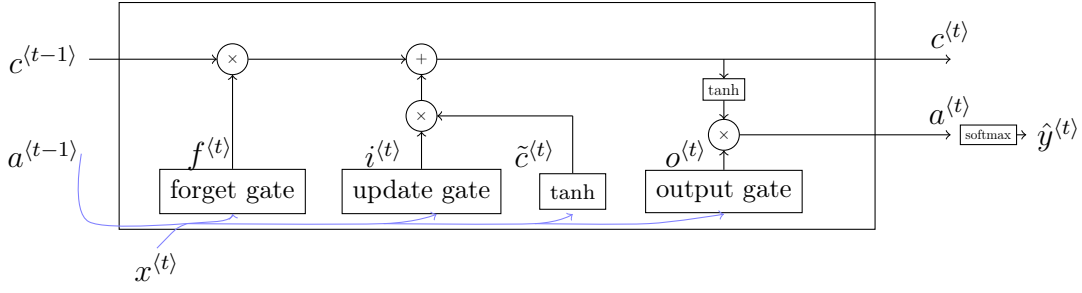 c⟨t−1⟩ × + c⟨t⟩
tanh
× × a⟨t⟩ softmax ŷ⟨t⟩
a⟨t−1⟩ f⟨t⟩ i⟨t⟩ c̃⟨t⟩ o⟨t⟩
forget gate update gate tanh output gate
x⟨t⟩